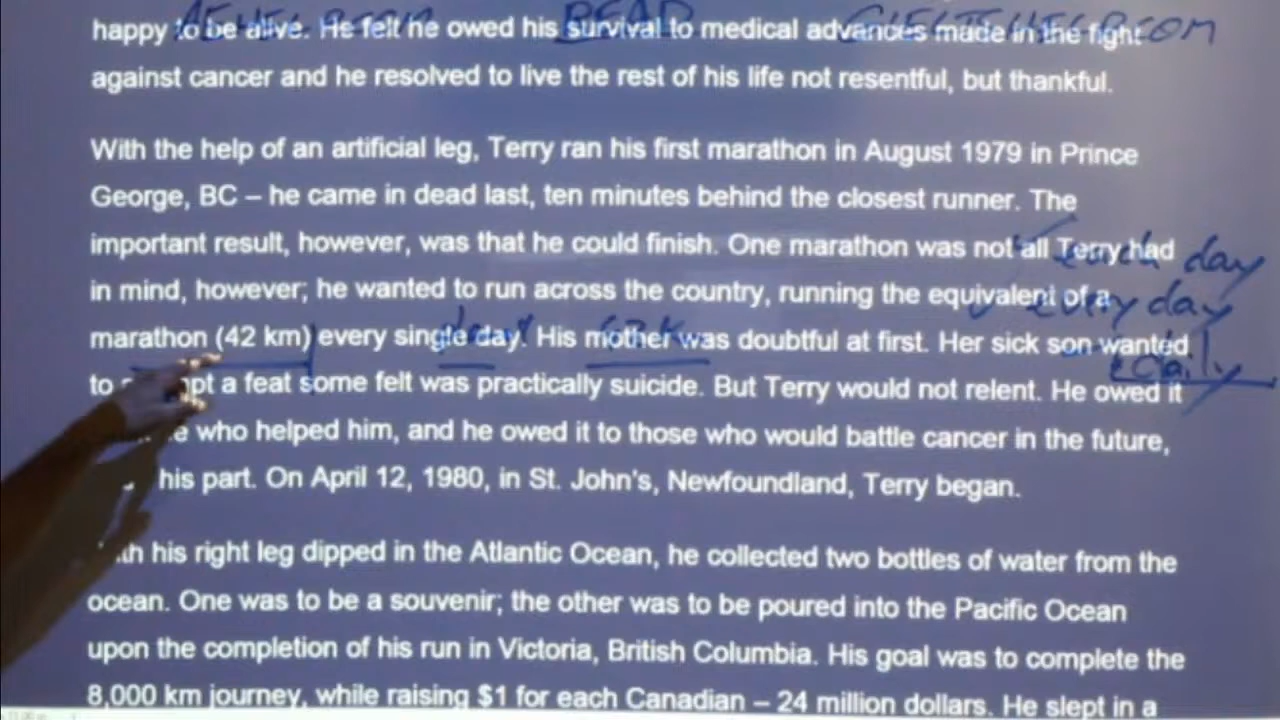 READ
happy to be alive. He felt he owed his survival to medical advances made in the fight
against cancer and he resolved to live the rest of his life not resentful, but thankful.
With the help of an artificial leg, Terry ran his first marathon in August 1979 in Prince
George, BC – he came in dead last, ten minutes behind the closest runner. The
important result, however, was that he could finish. One marathon was not all Terry had
each day
in mind, however; he wanted to run across the country, running the equivalent of a
every day
marathon (42 km) every single day! His mother was doubtful at first. Her sick son wanted
daily
to pt a feat some felt was practically suicide. But Terry would not relent. He owed it
who helped him, and he owed it to those who would battle cancer in the future,
his part. On April 12, 1980, in St. John's, Newfoundland, Terry began.
his right leg dipped in the Atlantic Ocean, he collected two bottles of water from the
ocean. One was to be a souvenir; the other was to be poured into the Pacific Ocean
upon the completion of his run in Victoria, British Columbia. His goal was to complete the
8,000 km journey, while raising $1 for each Canadian – 24 million dollars. He slept in a